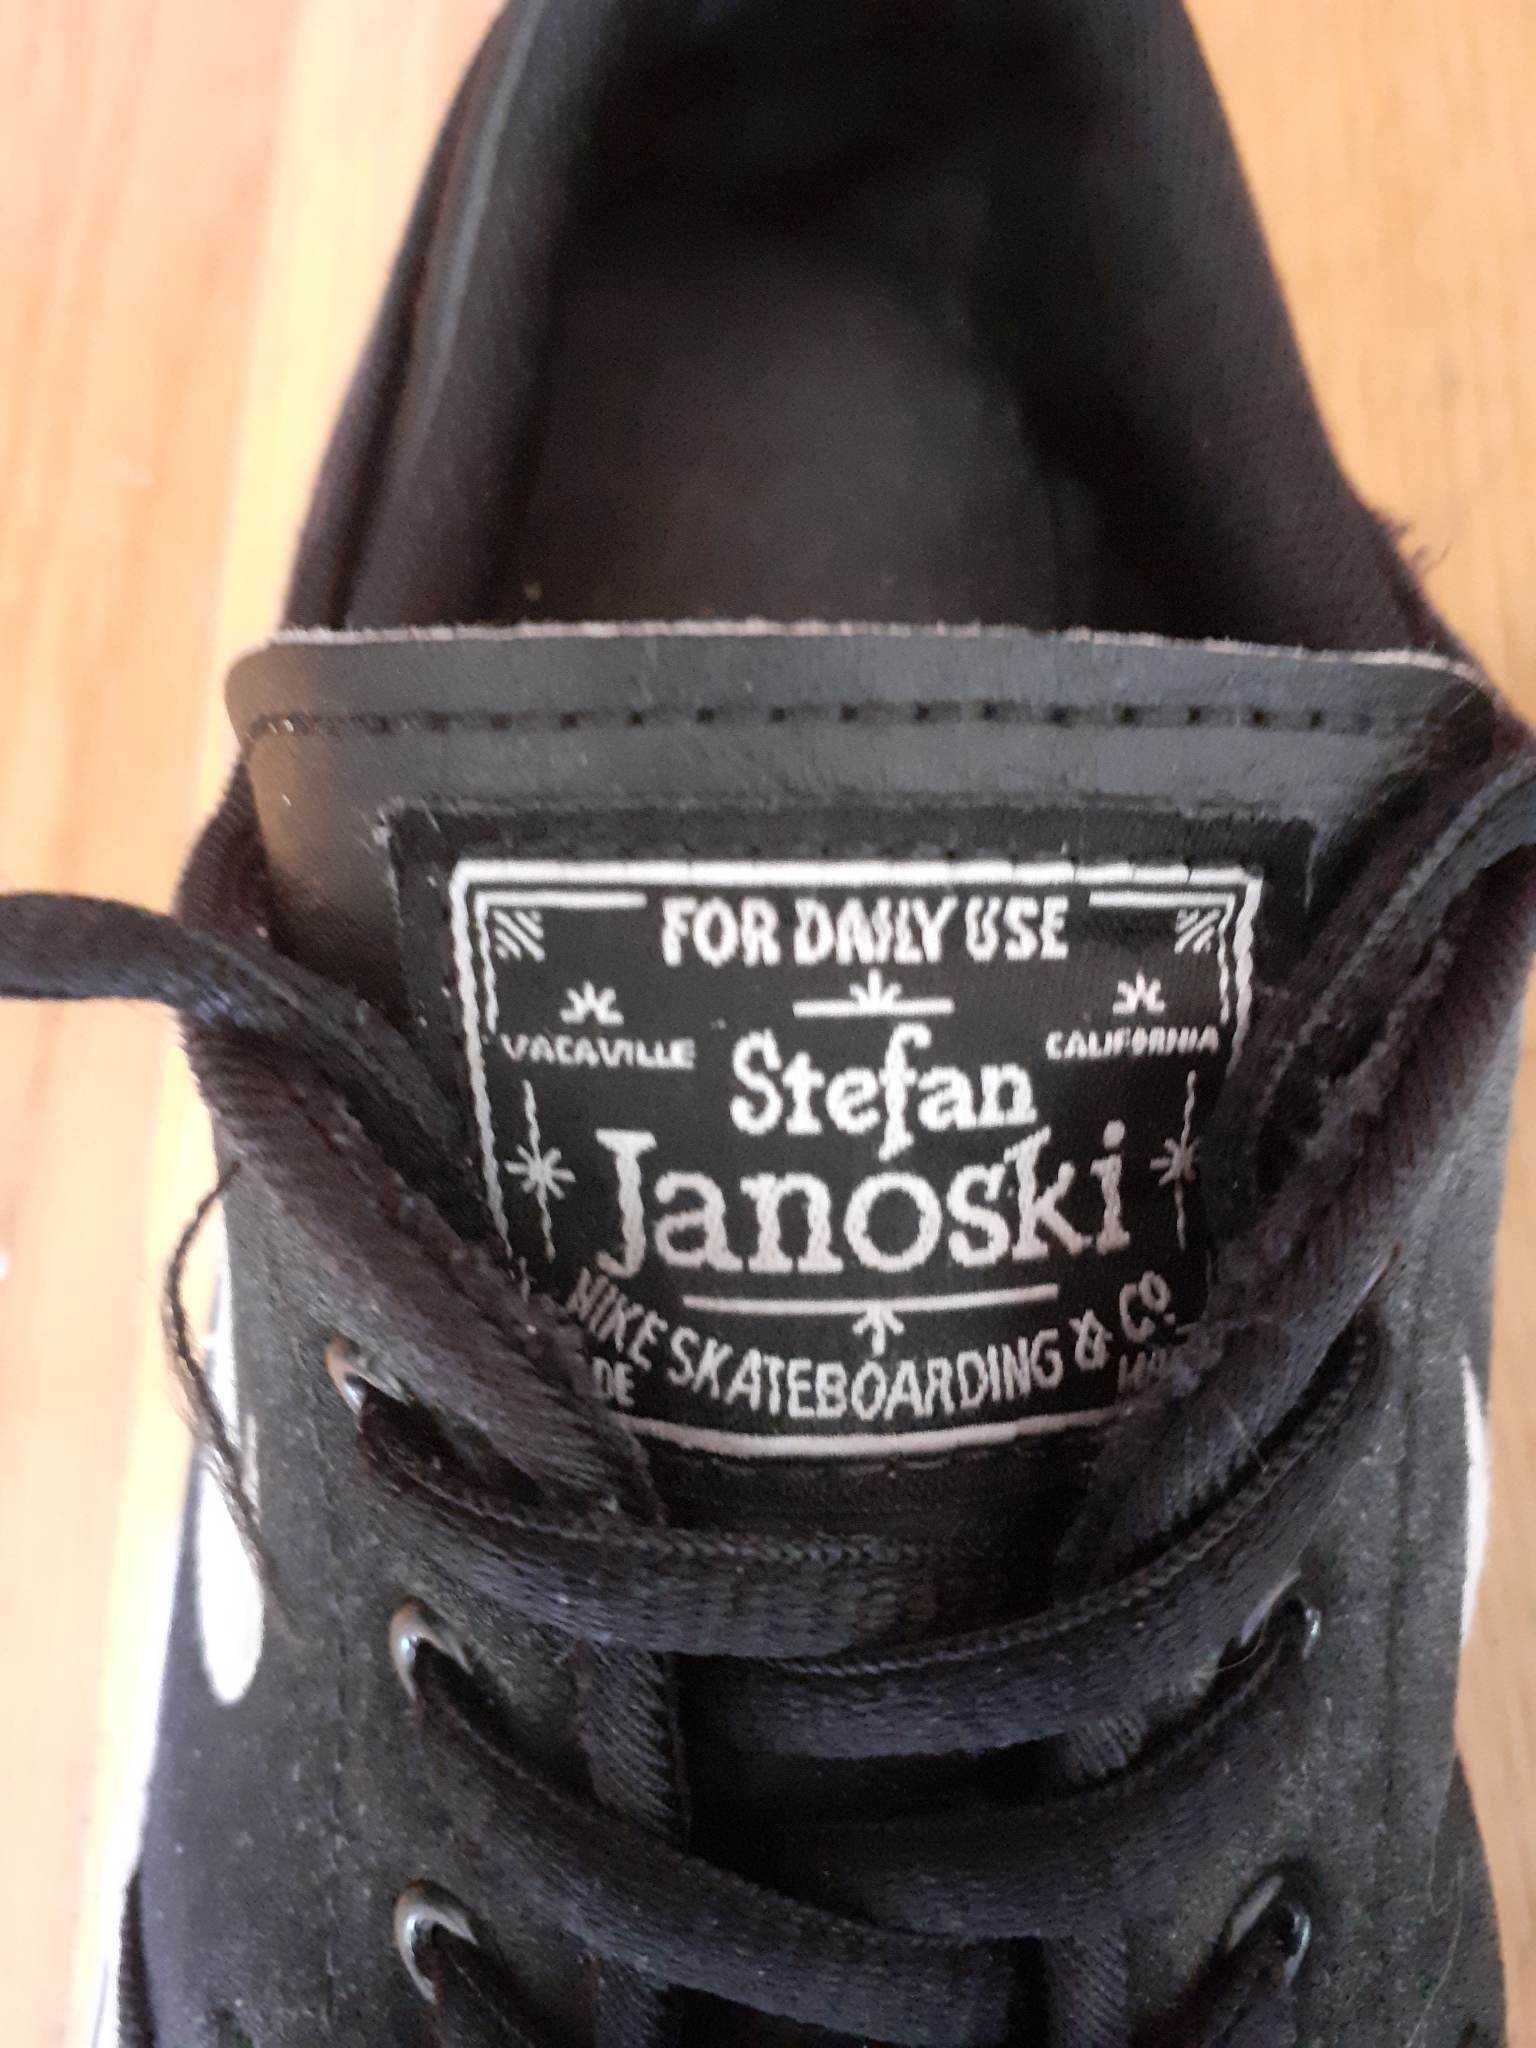 FOR DAILY USE
VACAVILLE
CALIFORNIA
Stefan
Janoski
NIKE SKATEBOARDING & Cº